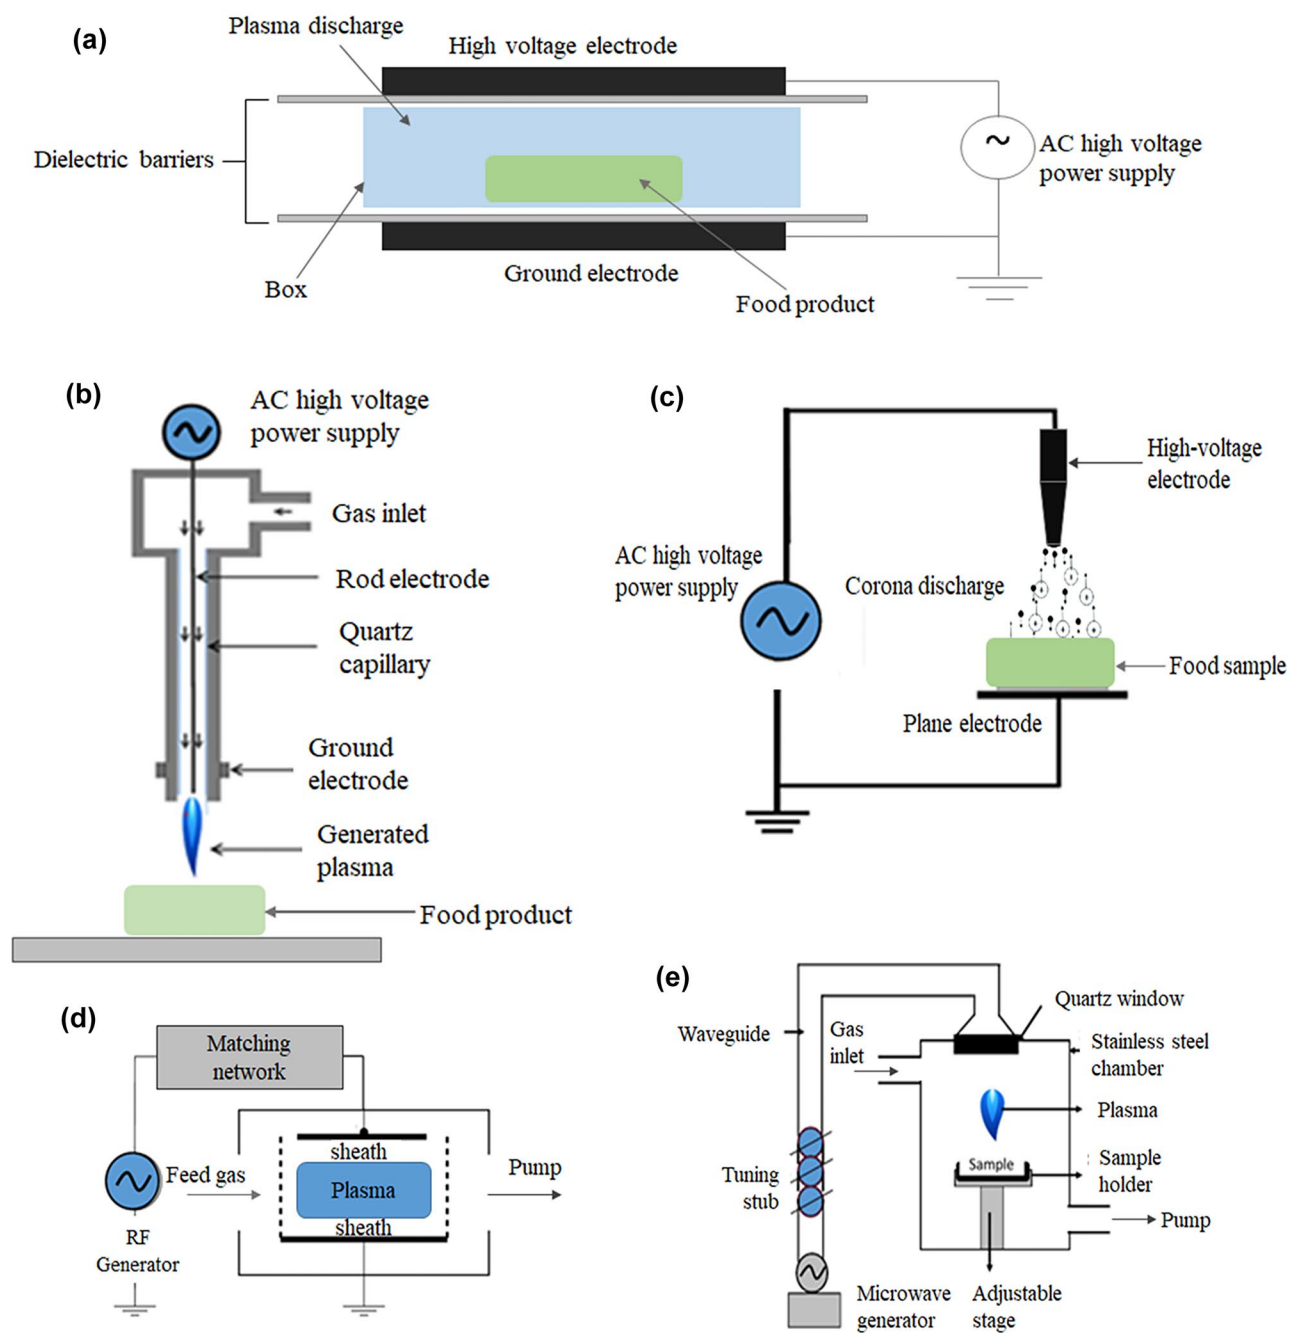 (a)
Plasma discharge
High voltage electrode
Dielectric barriers
AC high voltage
power supply
Box
Ground electrode
Food product
(b)
AC high voltage
power supply
Gas inlet
Rod electrode
Quartz
capillary
Ground
electrode
Generated
plasma
Food product
(c)
High-voltage
electrode
AC high voltage
power supply
Corona discharge
Food sample
Plane electrode
(d)
Matching
network
sheath
Feed gas
Plasma
Pump
sheath
RF
Generator
(e)
Quartz window
Waveguide
Gas
inlet
Stainless steel
chamber
Plasma
Sample
Sample
holder
Tuning
stub
Pump
Microwave
generator
Adjustable
stage